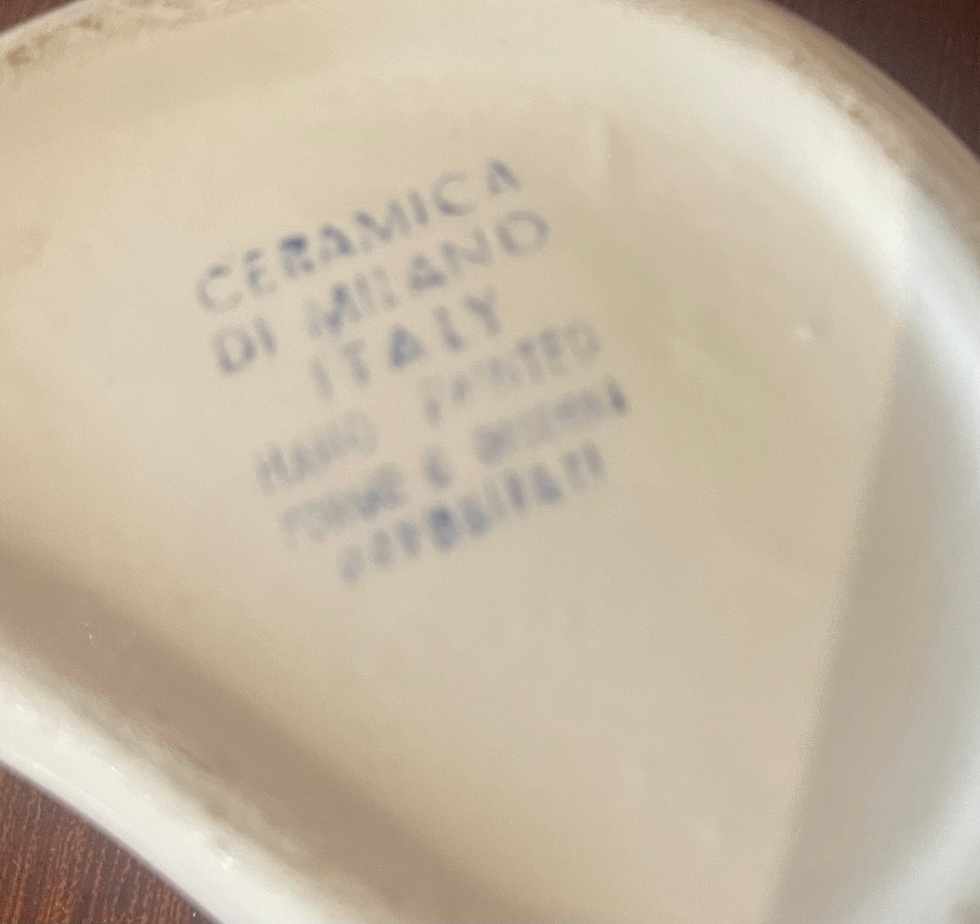 CERAMICA
DI MILANO
ITALY
HAND PAINTED
FORME E DISEGNI
DEPOSITATI